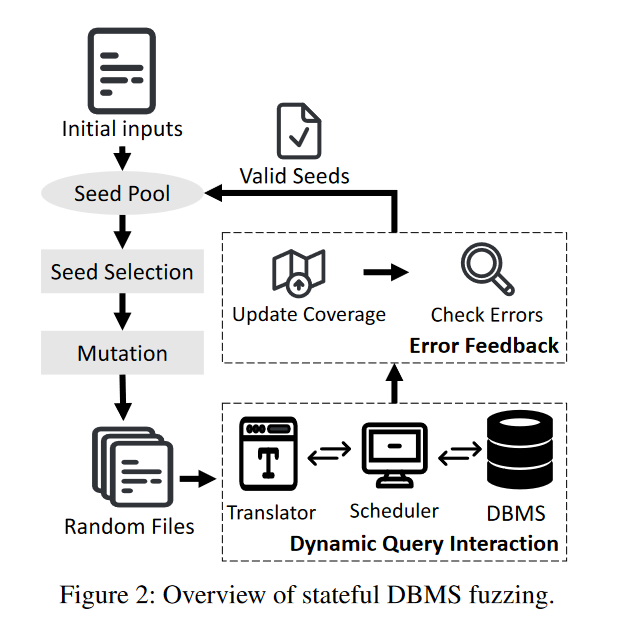 Initial inputs
Seed Pool
Valid Seeds
Seed Selection
Mutation
Random Files
Update Coverage
Check Errors
Error Feedback
T
Translator
Scheduler
DBMS
Dynamic Query Interaction
Figure 2: Overview of stateful DBMS fuzzing.